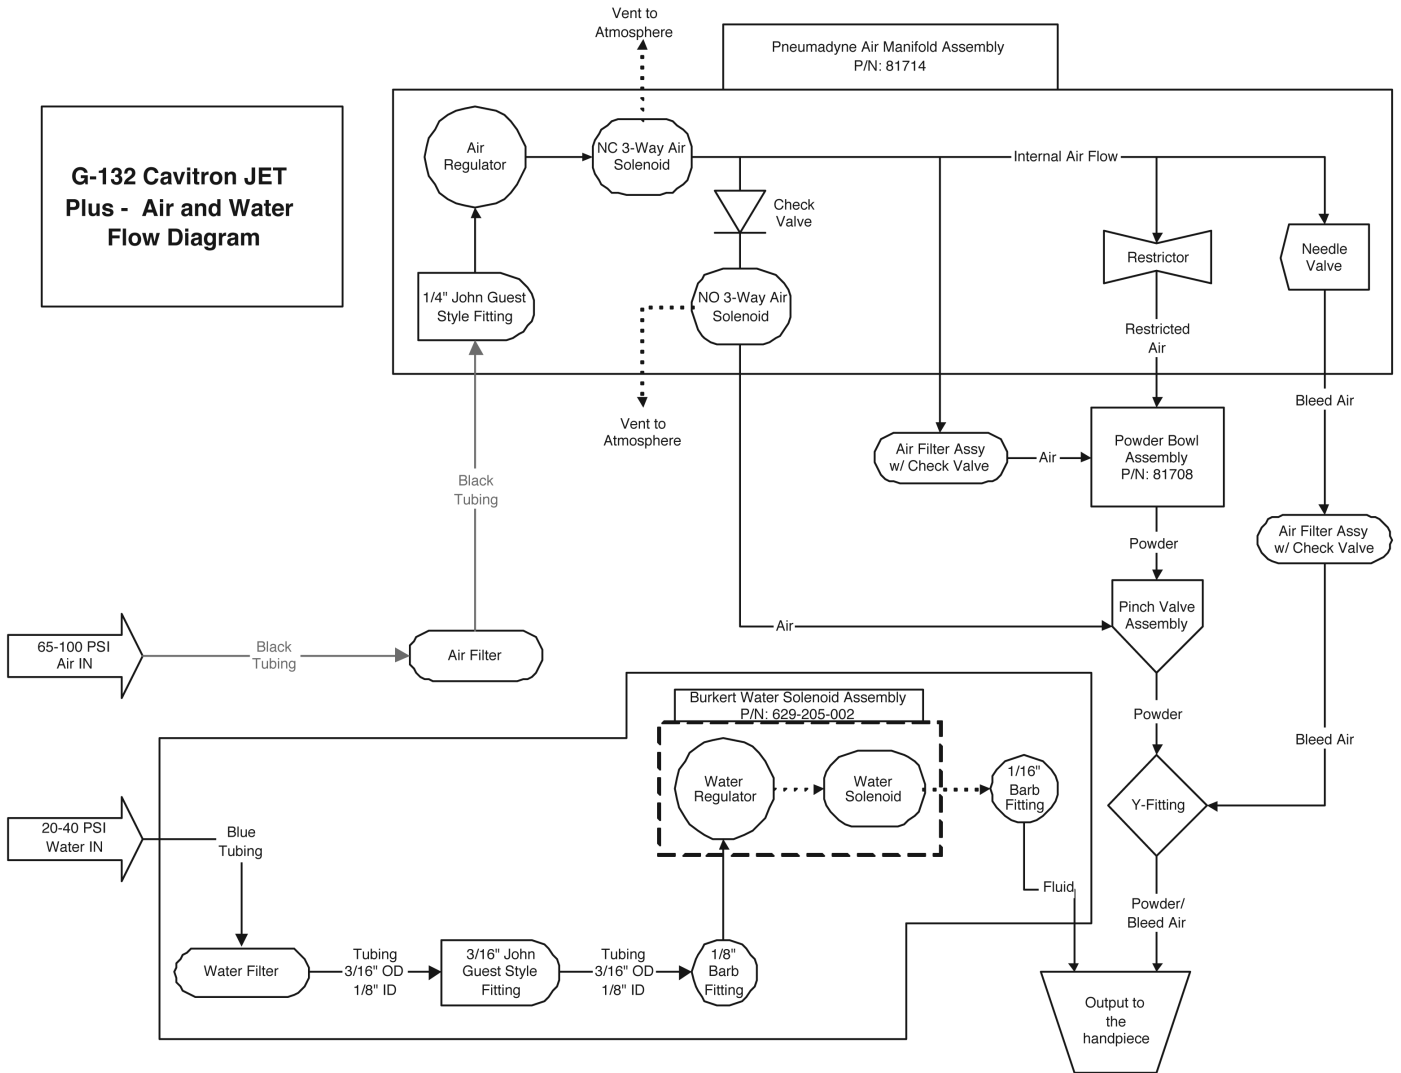 Vent to
Atmosphere
Pneumadyne Air Manifold Assembly
P/N: 81714
G-132 Cavitron JET
Plus -  Air and Water
Flow Diagram
Air
Regulator
NC 3-Way Air
Solenoid
Internal Air Flow
Check
Valve
Restrictor
Needle
Valve
1/4" John Guest
Style Fitting
NO 3-Way Air
Solenoid
Restricted
Air
Vent to
Atmosphere
Bleed Air
Air Filter Assy
w/ Check Valve
Air
Powder Bowl
Assembly
P/N: 81708
Black
Tubing
Powder
Air Filter Assy
w/ Check Valve
Pinch Valve
Assembly
Air
65-100 PSI
Air IN
Black
Tubing
Air Filter
Burkert Water Solenoid Assembly
P/N: 629-205-002
Powder
Bleed Air
Water
Regulator
Water
Solenoid
1/16"
Barb
Fitting
Y-Fitting
20-40 PSI
Water IN
Blue
Tubing
Fluid
Powder/
Bleed Air
Water Filter
Tubing
3/16" OD
1/8" ID
3/16" John
Guest Style
Fitting
Tubing
3/16" OD
1/8" ID
1/8"
Barb
Fitting
Output to
the
handpiece